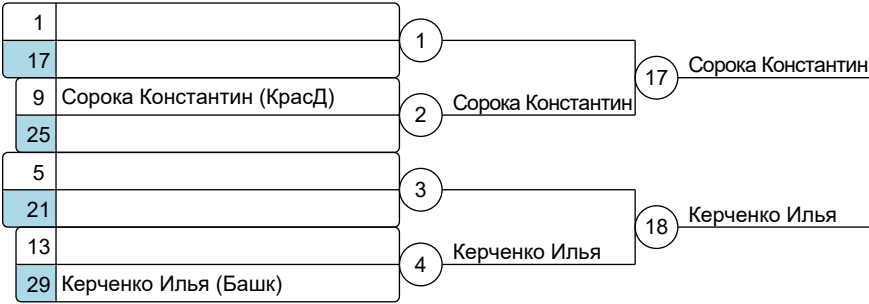 1
17
1
9 Сорока Константин (КрасД)
25
2
Сорока Константин
17
Сорока Константин
5
21
3
13
29 Керченко Илья (Башк)
4
Керченко Илья
18
Керченко Илья